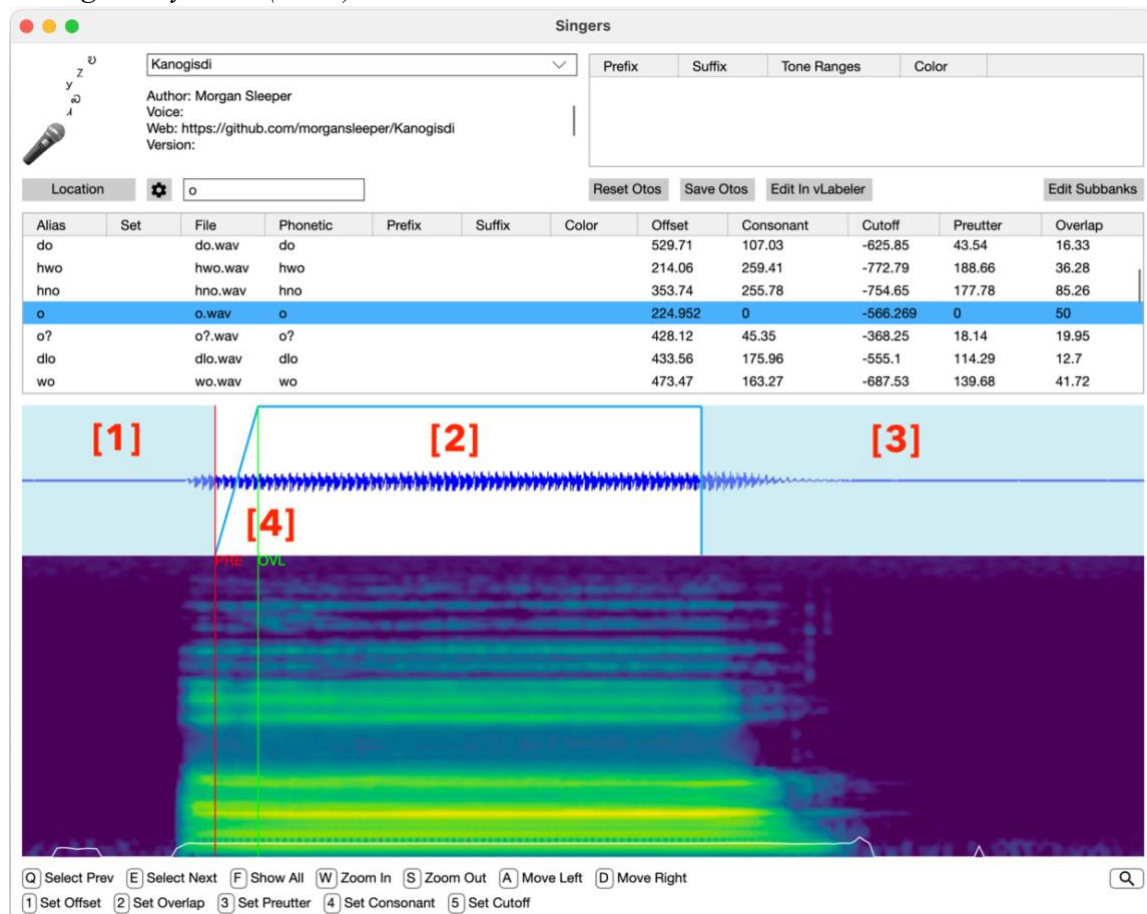 Singers
Kanogisdi
Author: Morgan Sleeper
Voice:
Web: https://github.com/morgansleeper/Kanogisdi
Version:
Prefix Suffix Tone Ranges Color
Location o Reset Otos Save Otos Edit In vLabeler Edit Subbanks
Alias Set File Phonetic Prefix Suffix Color Offset Consonant Cutoff Preutter Overlap
do do.wav do 529.71 107.03 -625.85 43.54 16.33
hwo hwo.wav hwo 214.06 259.41 -772.79 188.66 36.28
hno hno.wav hno 353.74 255.78 -754.65 177.78 85.26
o o.wav o 224.952 0 -566.269 0 50
o? o?.wav o? 428.12 45.35 -368.25 18.14 19.95
dlo dlo.wav dlo 433.56 175.96 -555.1 114.29 12.7
wo wo.wav wo 473.47 163.27 -687.53 139.68 41.72
[1] [2] [3]
[4]
PRE OVL
Q Select Prev E Select Next F Show All W Zoom In S Zoom Out A Move Left D Move Right
1 Set Offset 2 Set Overlap 3 Set Preutter 4 Set Consonant 5 Set Cutoff